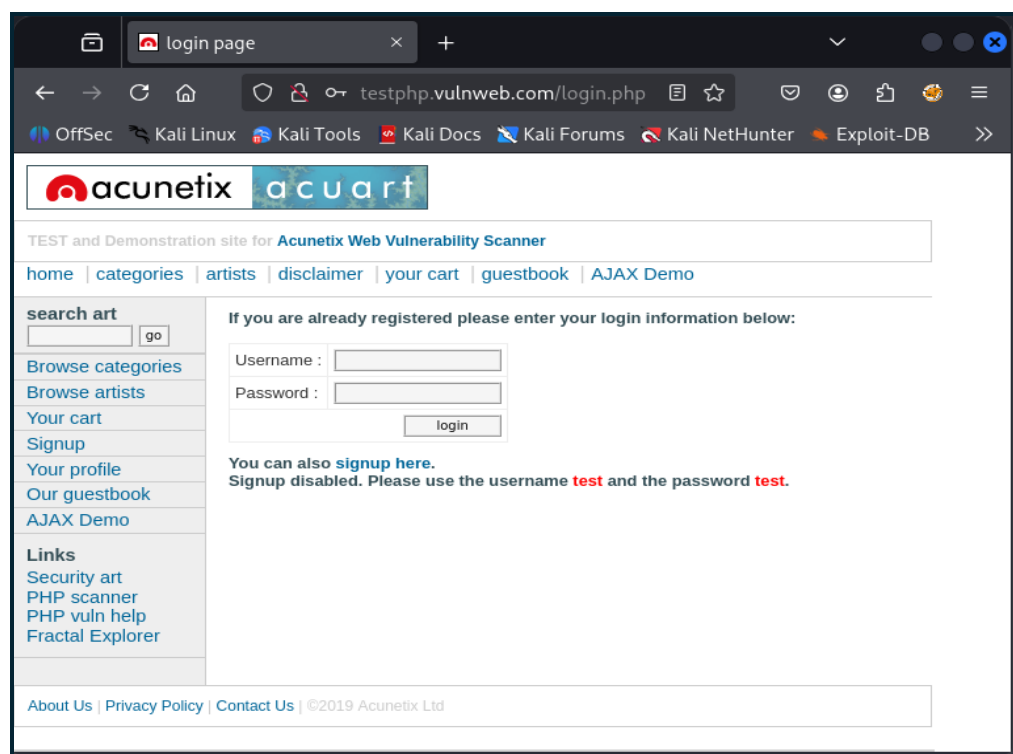 login page
testphp.vulnweb.com/login.php
OffSec Kali Linux Kali Tools Kali Docs Kali Forums Kali NetHunter Exploit-DB
acunetix acuart
TEST and Demonstration site for Acunetix Web Vulnerability Scanner
home | categories | artists | disclaimer | your cart | guestbook | AJAX Demo
search art
go
Browse categories
Browse artists
Your cart
Signup
Your profile
Our guestbook
AJAX Demo
Links
Security art
PHP scanner
PHP vuln help
Fractal Explorer
If you are already registered please enter your login information below:
Username :
Password :
login
You can also signup here.
Signup disabled. Please use the username test and the password test.
About Us | Privacy Policy | Contact Us | ©2019 Acunetix Ltd